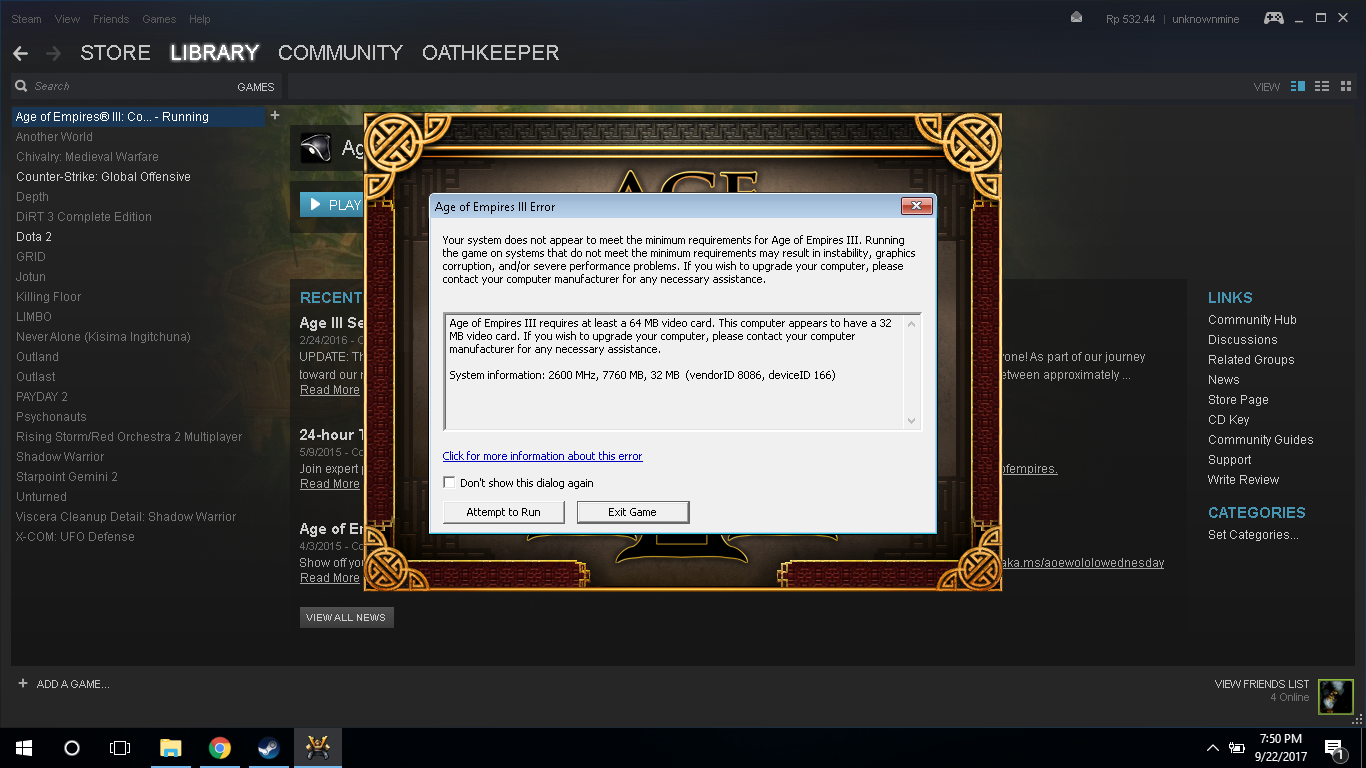 Steam View Friends Games Help
Rp 532.44 | unknownmine
STORE LIBRARY COMMUNITY OATHKEEPER
Search GAMES VIEW
Age of Empires® III: Co... - Running
Another World
Chivalry: Medieval Warfare
Counter-Strike: Global Offensive
Depth
DiRT 3 Complete Edition
Dota 2
GRID
Jotun
Killing Floor
LIMBO
Never Alone (Kisima Ingitchuna)
Outland
Outlast
PAYDAY 2
Psychonauts
Rising Storm/Red Orchestra 2 Multiplayer
Shadow Warrior
Starpoint Gemini 2
Unturned
Viscera Cleanup Detail: Shadow Warrior
X-COM: UFO Defense
+ ADD A GAME...
Ag
PLAY
RECENT
Age III Se
2/24/2016 - Co
UPDATE: Th
toward our r
Read More
one! As part of our journey
etween approximately ...
24-hour T
5/9/2015 - Co
Join expert p
Read More
ofempires.
Age of En
4/3/2015 - Co
Show off you
Read More
aka.ms/aoewololowednesday
VIEW ALL NEWS
AGE
Age of Empires III Error
Your system does not appear to meet the minimum requirements for Age of Empires III. Running
the game on systems that do not meet the minimum requirements may result in instability, graphics
corruption, and/or severe performance problems. If you wish to upgrade your computer, please
contact your computer manufacturer for any necessary assistance.
Age of Empires III requires at least a 64 MB video card. This computer appears to have a 32
MB video card. If you wish to upgrade your computer, please contact your computer
manufacturer for any necessary assistance.
System information: 2600 MHz, 7760 MB, 32 MB (vendorID 8086, deviceID 166)
Click for more information about this error
Don't show this dialog again
Attempt to Run Exit Game
LINKS
Community Hub
Discussions
Related Groups
News
Store Page
CD Key
Community Guides
Support
Write Review
CATEGORIES
Set Categories...
VIEW FRIENDS LIST
4 Online
7:50 PM
9/22/2017
1